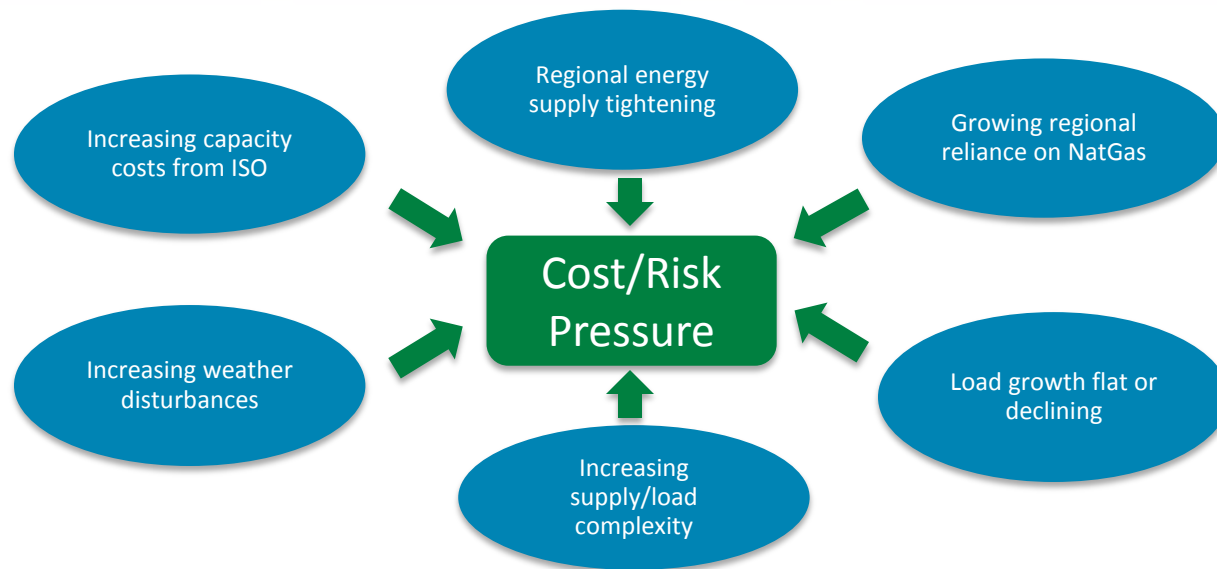 Regional energy
supply tightening
Increasing capacity
costs from ISO
Growing regional
reliance on NatGas
Cost/Risk
Pressure
Increasing weather
disturbances
Load growth flat or
declining
Increasing
supply/load
complexity